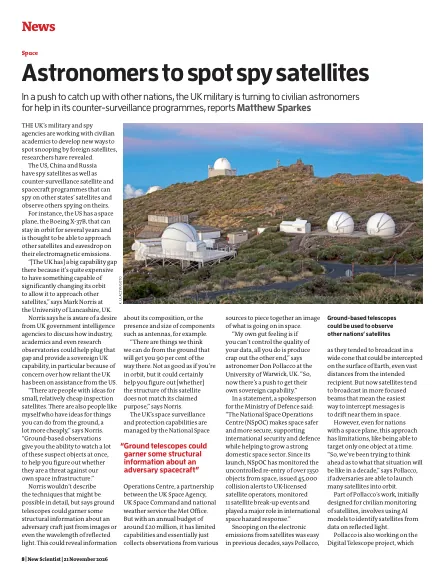 News
Space
Astronomers to spot spy satellites
In a push to catch up with other nations, the UK military is turning to civilian astronomers
for help in its counter-surveillance programmes, reports Matthew Sparkes
THE UK's military and spy
agencies are working with civilian
academics to develop new ways to
spot snooping by foreign satellites,
researchers have revealed.
The US, China and Russia
have spy satellites as well as
counter-surveillance satellite and
spacecraft programmes that can
spy on other states' satellites and
observe others spying on theirs.
For instance, the US has a space
plane, the Boeing X-37B, that can
stay in orbit for several years and
is thought to be able to approach
other satellites and eavesdrop on
their electromagnetic emissions.
"[The UK has] a big capability gap
there because it's quite expensive
to have something capable of
significantly changing its orbit
to allow it to approach other
satellites," says Mark Norris at
the University of Lancashire, UK.
Norris says he is aware of a desire
from UK government intelligence
agencies to discuss how industry,
academics and even research
observatories could help plug that
gap and provide a sovereign UK
capability, in particular because of
concern over how reliant the UK
has been on assistance from the US.
"There are people with ideas for
small, relatively cheap inspection
satellites. There are also people like
myself who have ideas for things
you can do from the ground, a
lot more cheaply," says Norris.
"Ground-based observations
give you the ability to watch a lot
of these suspect objects at once,
to help you figure out whether
they are a threat against our
own space infrastructure."
Norris wouldn't describe
the techniques that might be
possible in detail, but says ground
telescopes could garner some
structural information about an
adversary craft just from images or
even the wavelength of reflected
light. This could reveal information
about its composition, or the
presence and size of components
such as antennas, for example.
"There are things we think
we can do from the ground that
will get you 90 per cent of the
way there. Not as good as if you're
in orbit, but it could certainly
help you figure out [whether]
the structure of this satellite
does not match its claimed
purpose," says Norris.
The UK's space surveillance
and protection capabilities are
managed by the National Space
"Ground telescopes could
garner some structural
information about an
adversary spacecraft"
Operations Centre, a partnership
between the UK Space Agency,
UK Space Command and national
weather service the Met Office.
But with an annual budget of
around £20 million, it has limited
capabilities and essentially just
collects observations from various
sources to piece together an image
of what is going on in space.
"My own gut feeling is if
you can't control the quality of
your data, all you do is produce
crap out the other end," says
astronomer Don Pollacco at the
University of Warwick, UK. "So,
now there's a push to get their
own sovereign capability."
In a statement, a spokesperson
for the Ministry of Defence said:
"The National Space Operations
Centre (NSpOC) makes space safer
and more secure, supporting
international security and defence
while helping to grow a strong
domestic space sector. Since its
launch, NSpOC has monitored the
uncontrolled re-entry of over 1350
objects from space, issued 45,000
collision alerts to UK-licensed
satellite operators, monitored
11 satellite break-up events and
played a major role in international
space hazard response."
Snooping on the electronic
emissions from satellites was easy
in previous decades, says Pollacco,
Ground-based telescopes
could be used to observe
other nations' satellites
as they tended to broadcast in a
wide cone that could be intercepted
on the surface of Earth, even vast
distances from the intended
recipient. But now satellites tend
to broadcast in more focused
beams that mean the easiest
way to intercept messages is
to drift near them in space.
However, even for nations
with a space plane, this approach
has limitations, like being able to
target only one object at a time.
"So, we've been trying to think
ahead as to what that situation will
be like in a decade," says Pollacco,
if adversaries are able to launch
many satellites into orbit.
Part of Pollacco's work, initially
designed for civilian monitoring
of satellites, involves using AI
models to identify satellites from
data on reflected light.
Pollacco is also working on the
Digital Telescope project, which
8 | New Scientist | 21 November 2026